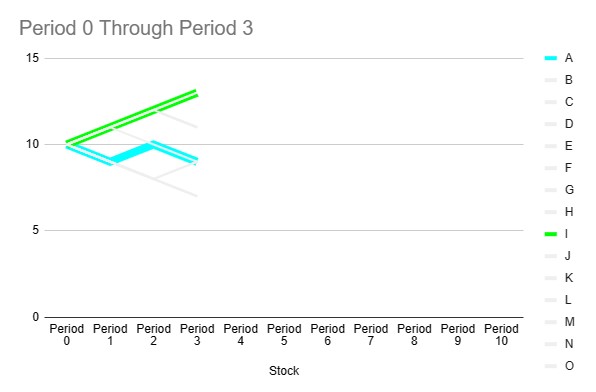 Period 0 Through Period 3
15
10
5
0
Period 0 Period 1 Period 2 Period 3 Period 4 Period 5 Period 6 Period 7 Period 8 Period 9 Period 10
Stock
A
B
C
D
E
F
G
H
I
J
K
L
M
N
O